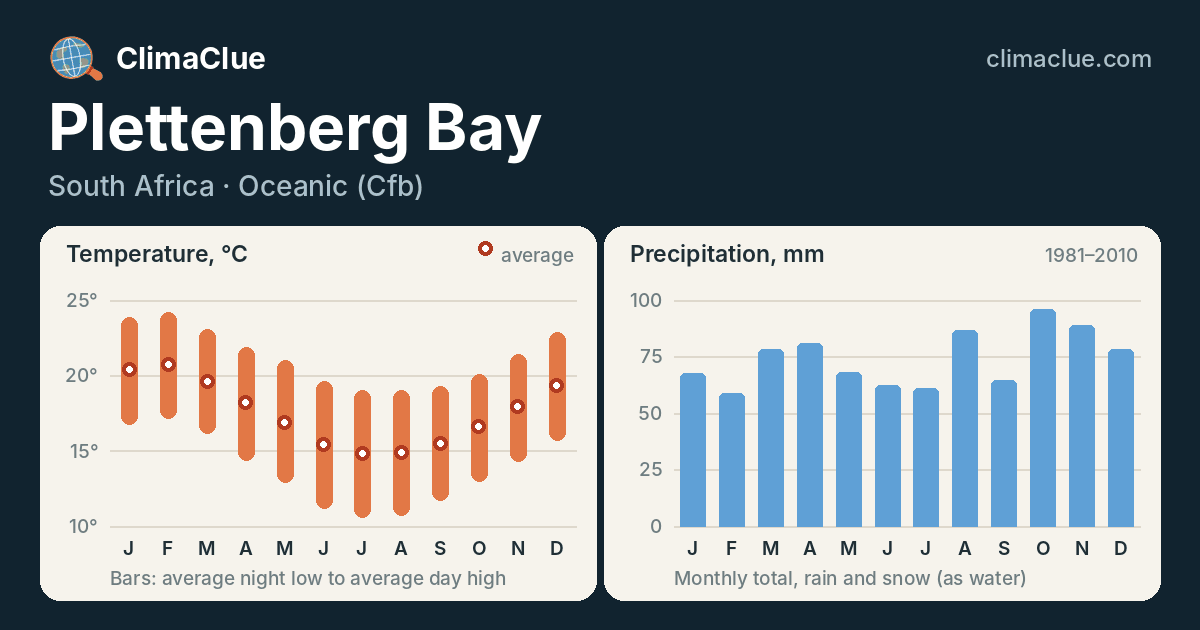 ClimaClue
climaclue.com
Plettenberg Bay
South Africa · Oceanic (Cfb)
Temperature, °C
average
25°
20°
15°
10°
J F M A M J J A S O N D
Bars: average night low to average day high
Precipitation, mm
1981–2010
100
75
50
25
0
J F M A M J J A S O N D
Monthly total, rain and snow (as water)